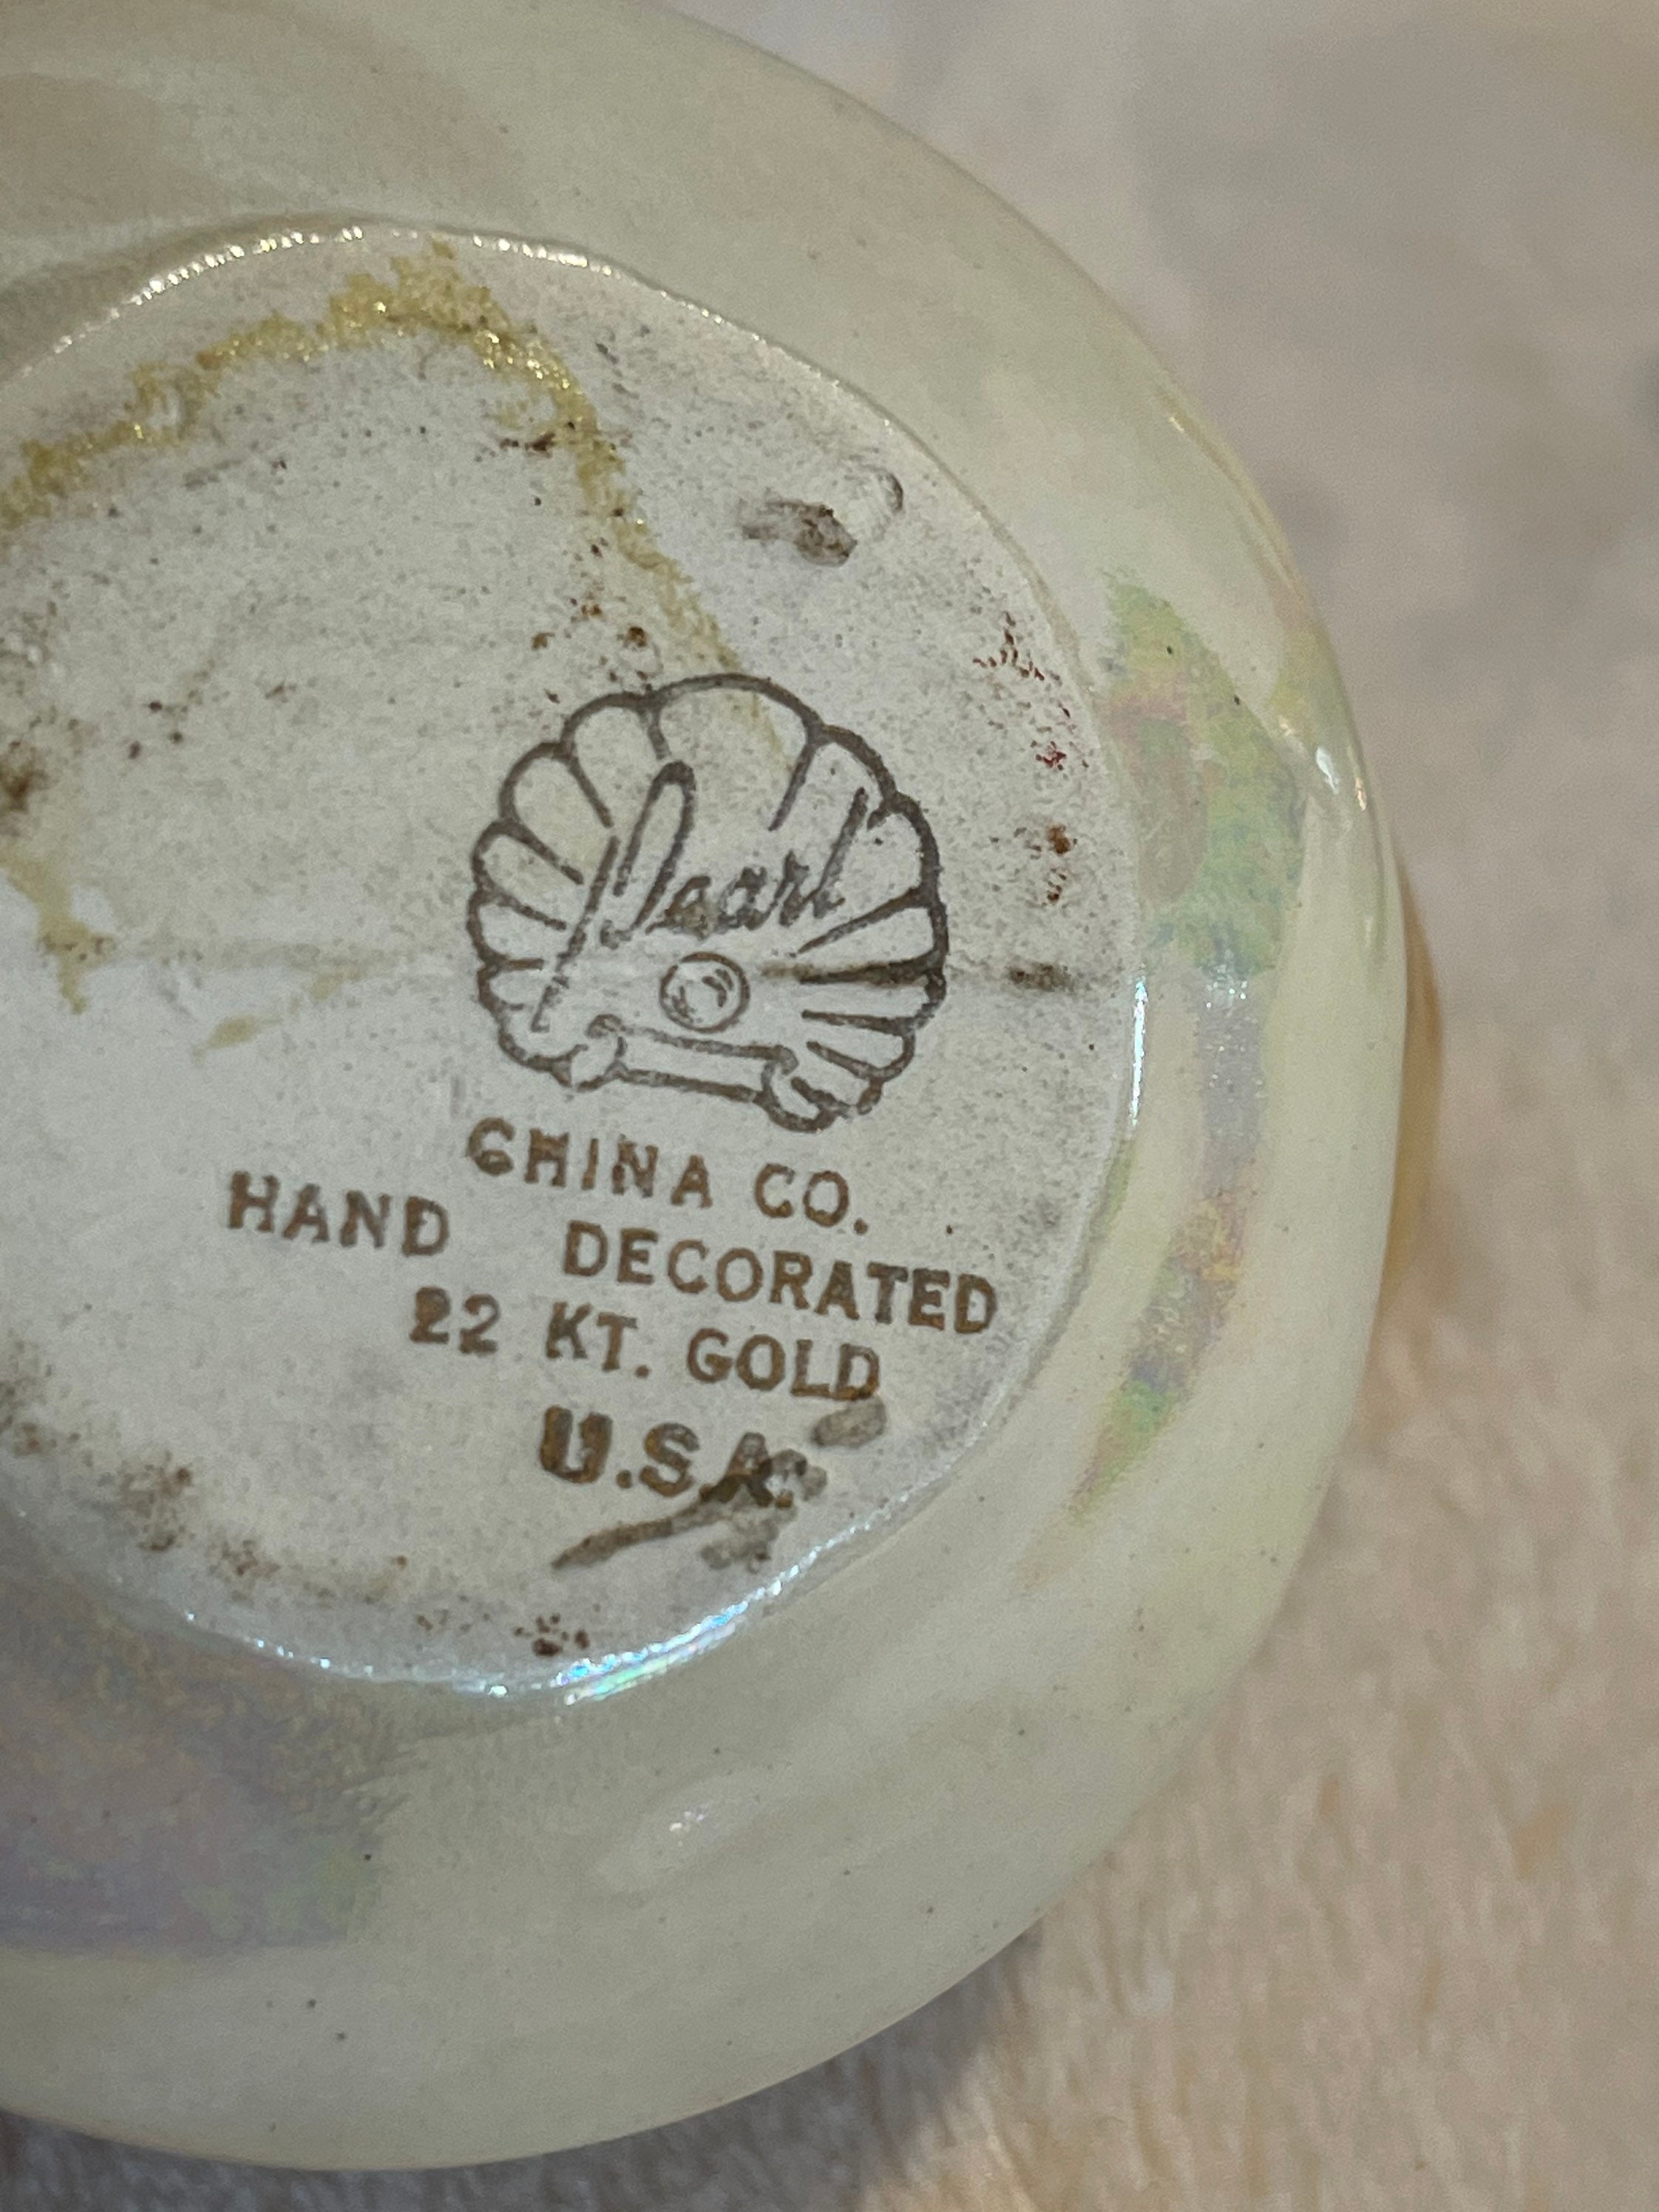 Pearl
CHINA CO.
HAND DECORATED
22 KT. GOLD
U.S.A.